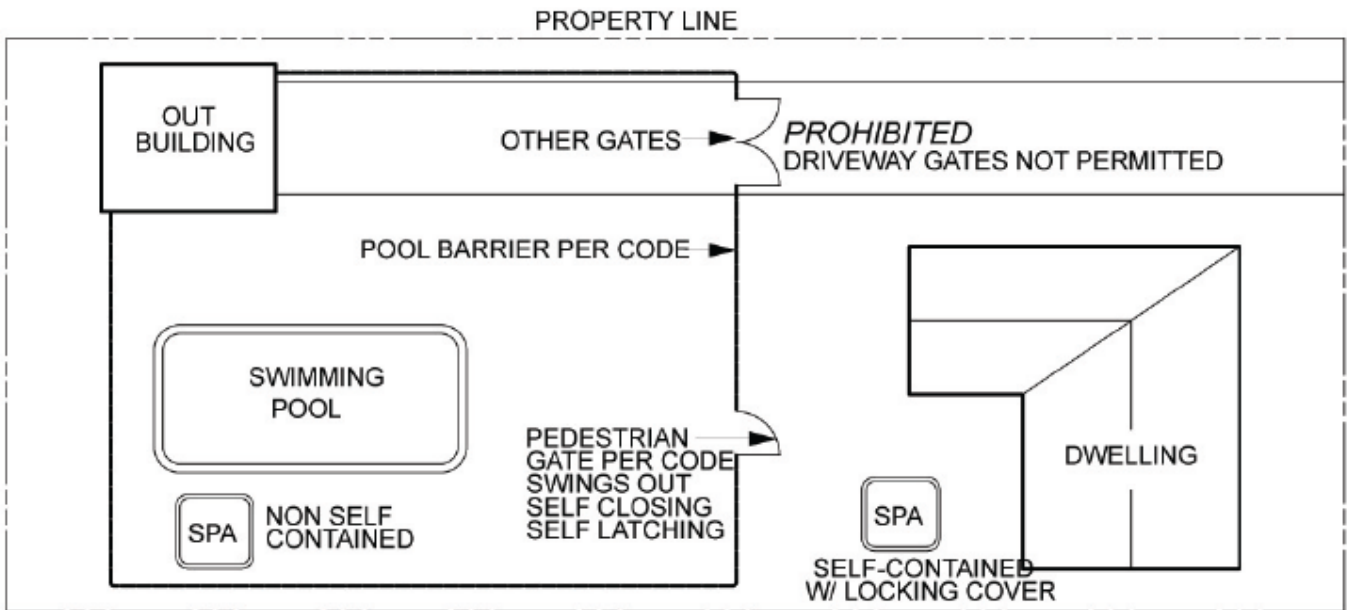 PROPERTY LINE
OUT
BUILDING
OTHER GATES
PROHIBITED
DRIVEWAY GATES NOT PERMITTED
POOL BARRIER PER CODE
SWIMMING
POOL
PEDESTRIAN
GATE PER CODE
SWINGS OUT
SELF CLOSING
SELF LATCHING
DWELLING
SPA
NON SELF
CONTAINED
SPA
SELF-CONTAINED
W/ LOCKING COVER